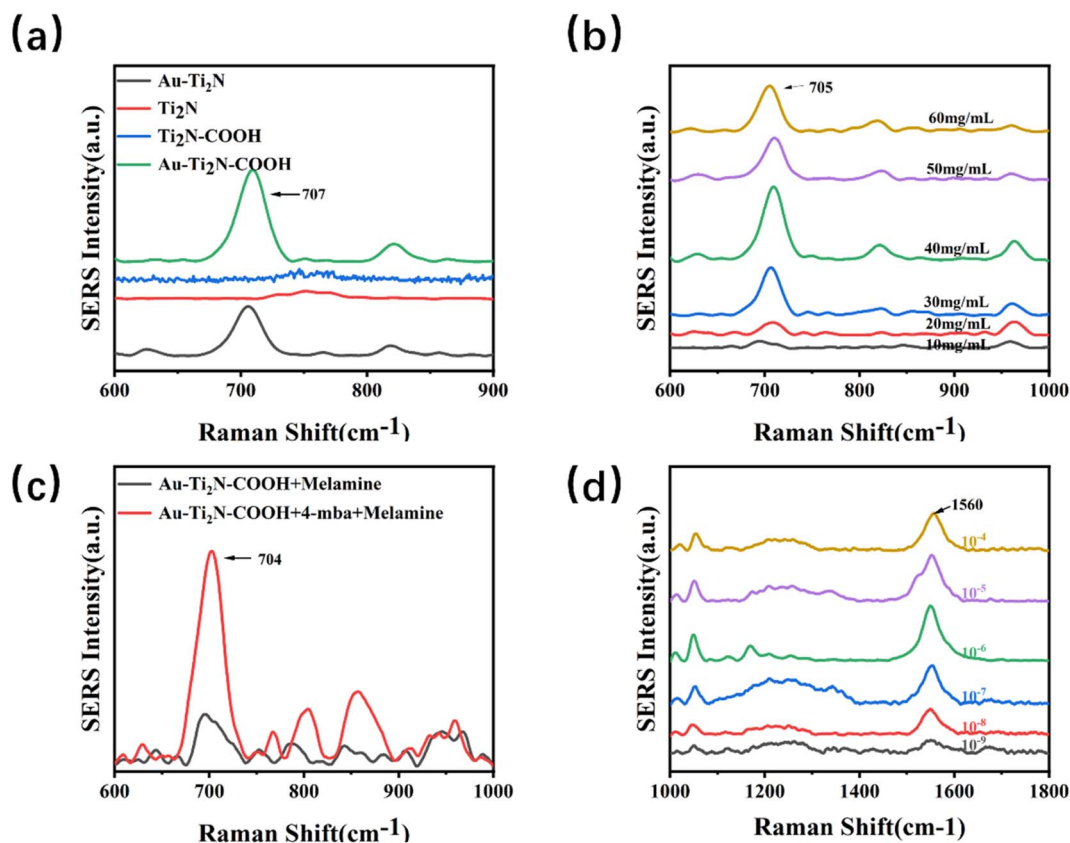 (a)
Au-Ti₂N
Ti₂N
Ti₂N-COOH
Au-Ti₂N-COOH
707
SERS Intensity(a.u.)
600 700 800 900
Raman Shift(cm⁻¹)
(b)
705
60mg/mL
50mg/mL
40mg/mL
30mg/mL
20mg/mL
10mg/mL
SERS Intensity(a.u.)
600 700 800 900 1000
Raman Shift(cm⁻¹)
(c)
Au-Ti₂N-COOH+Melamine
Au-Ti₂N-COOH+4-mba+Melamine
704
SERS Intensity(a.u.)
600 700 800 900 1000
Raman Shift(cm⁻¹)
(d)
1560
10⁻⁴
10⁻⁵
10⁻⁶
10⁻⁷
10⁻⁸
10⁻⁹
SERS Intensity(a.u.)
1000 1200 1400 1600 1800
Raman Shift(cm-1)